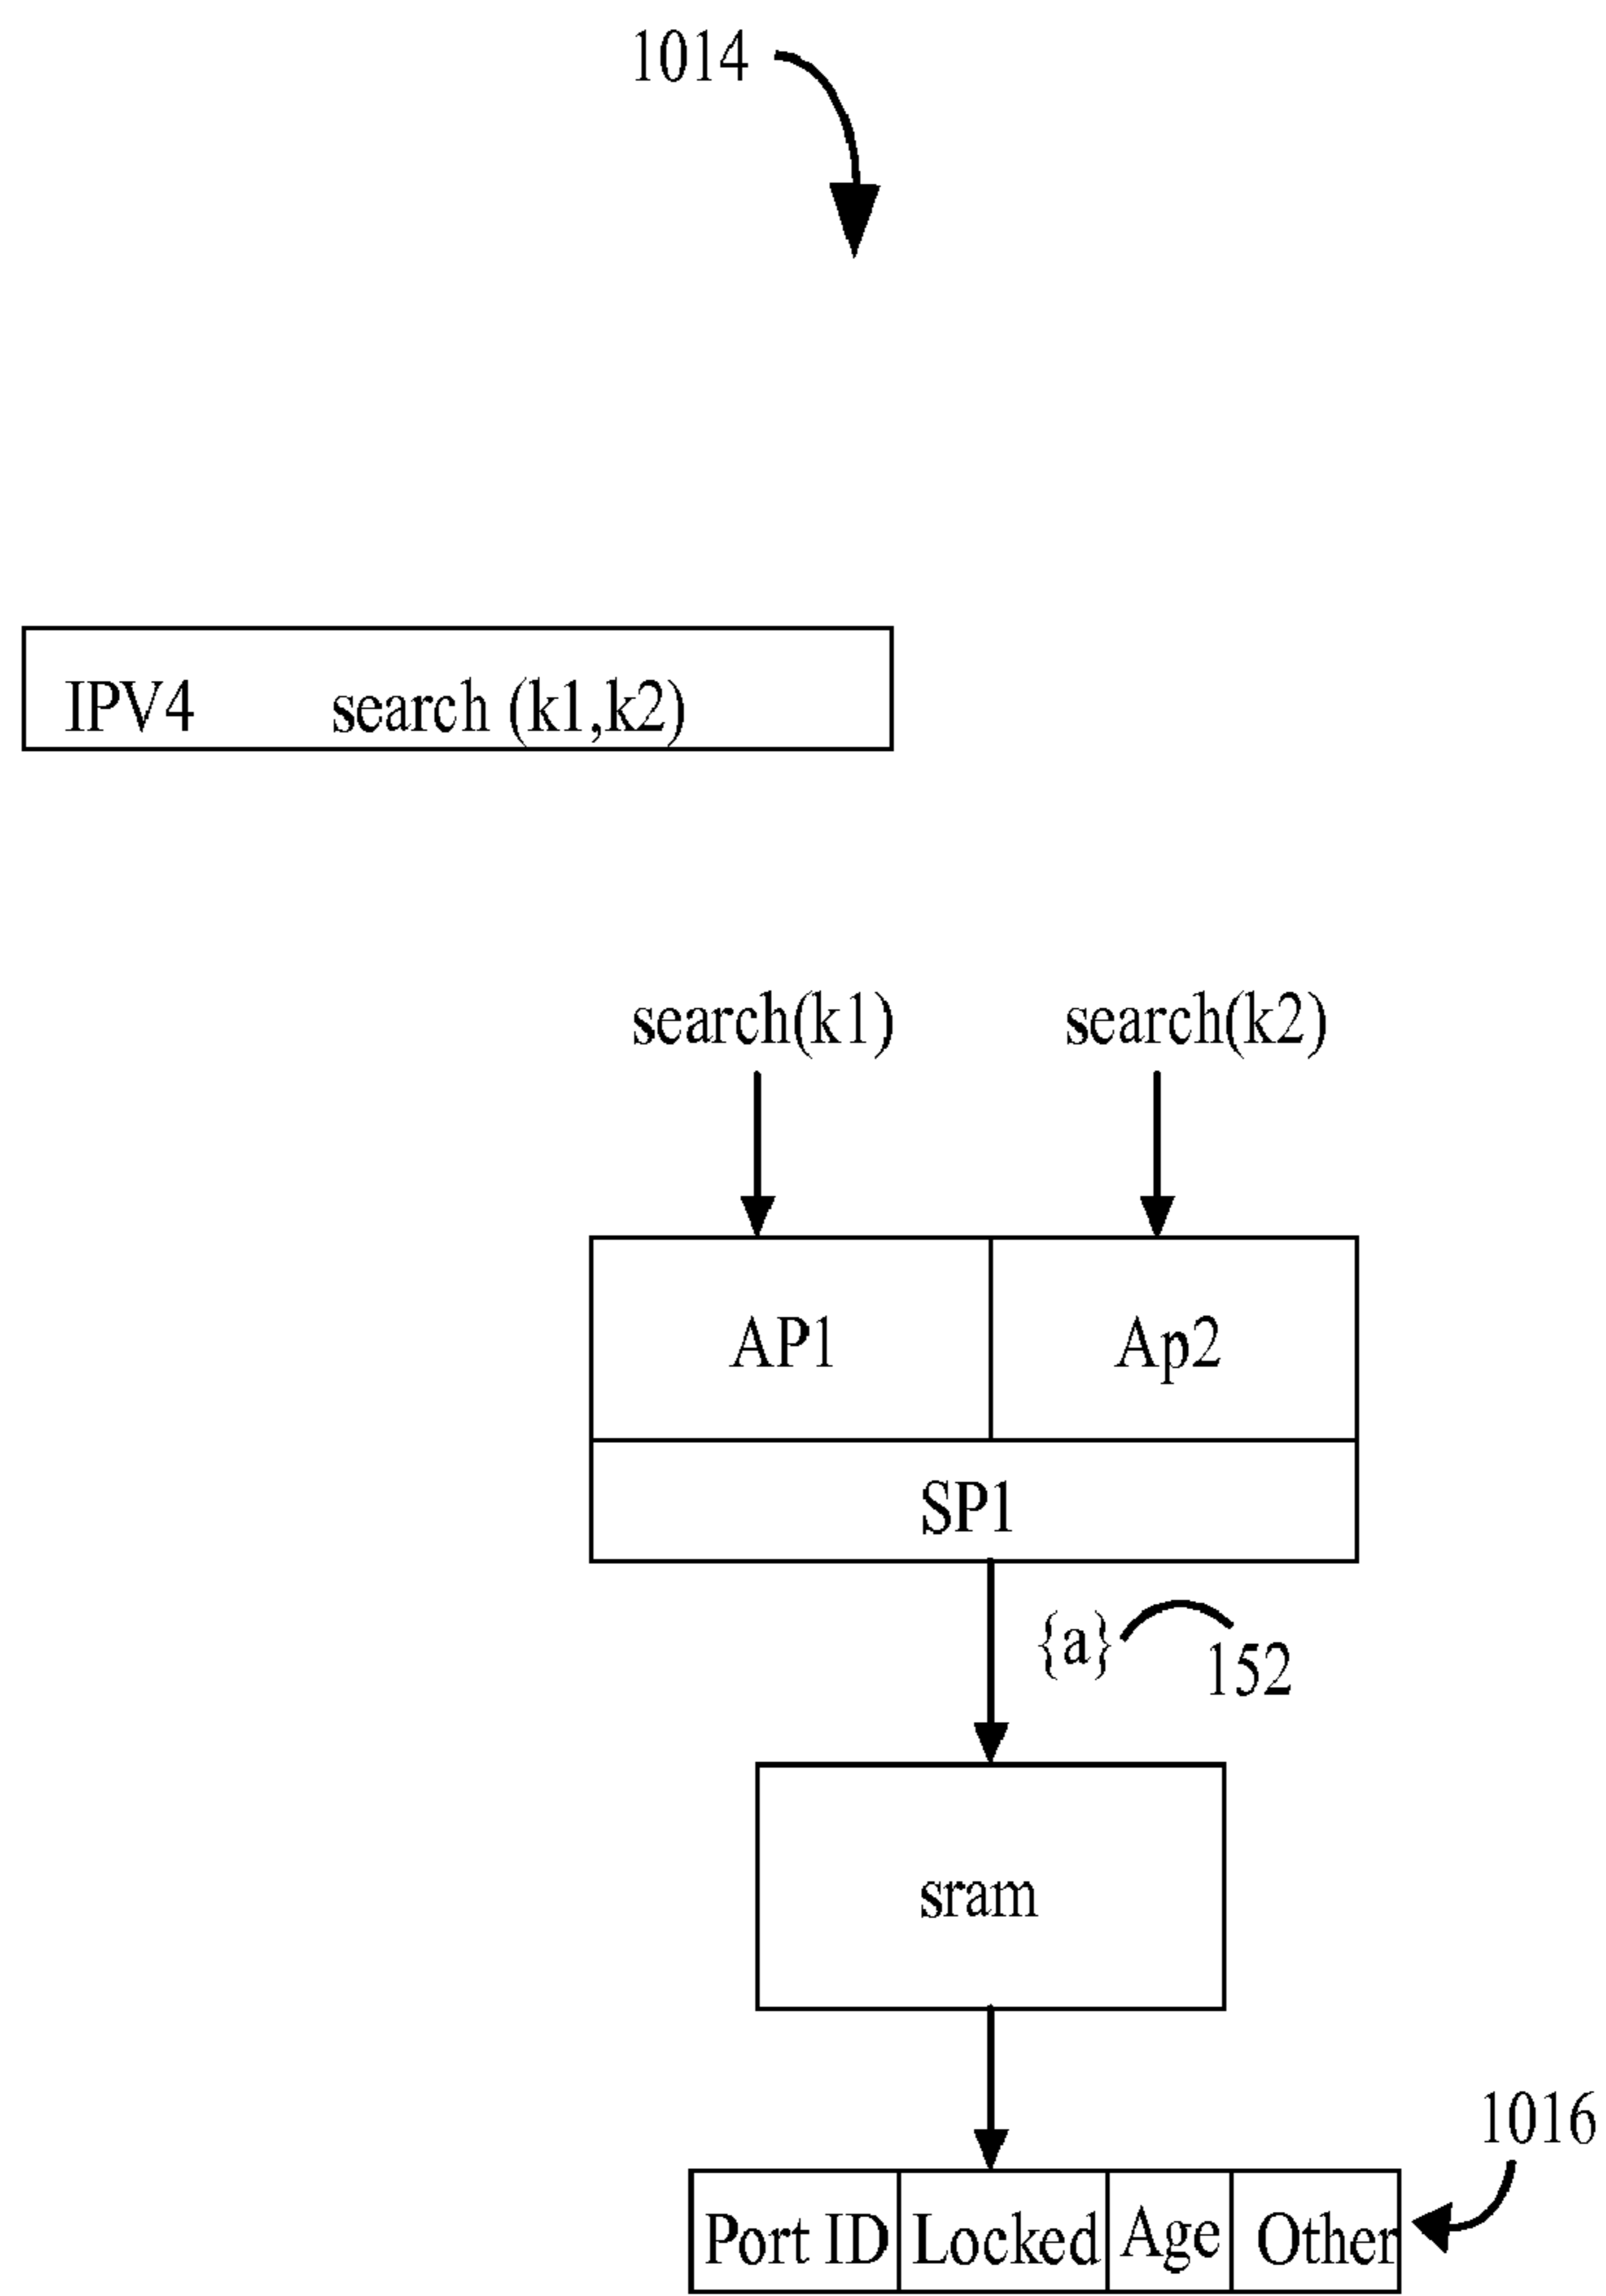 1014
IPV4 search (k1,k2)
search(k1) search(k2)
AP1 Ap2
SP1
{a}
152
sram
1016
Port ID Locked Age Other